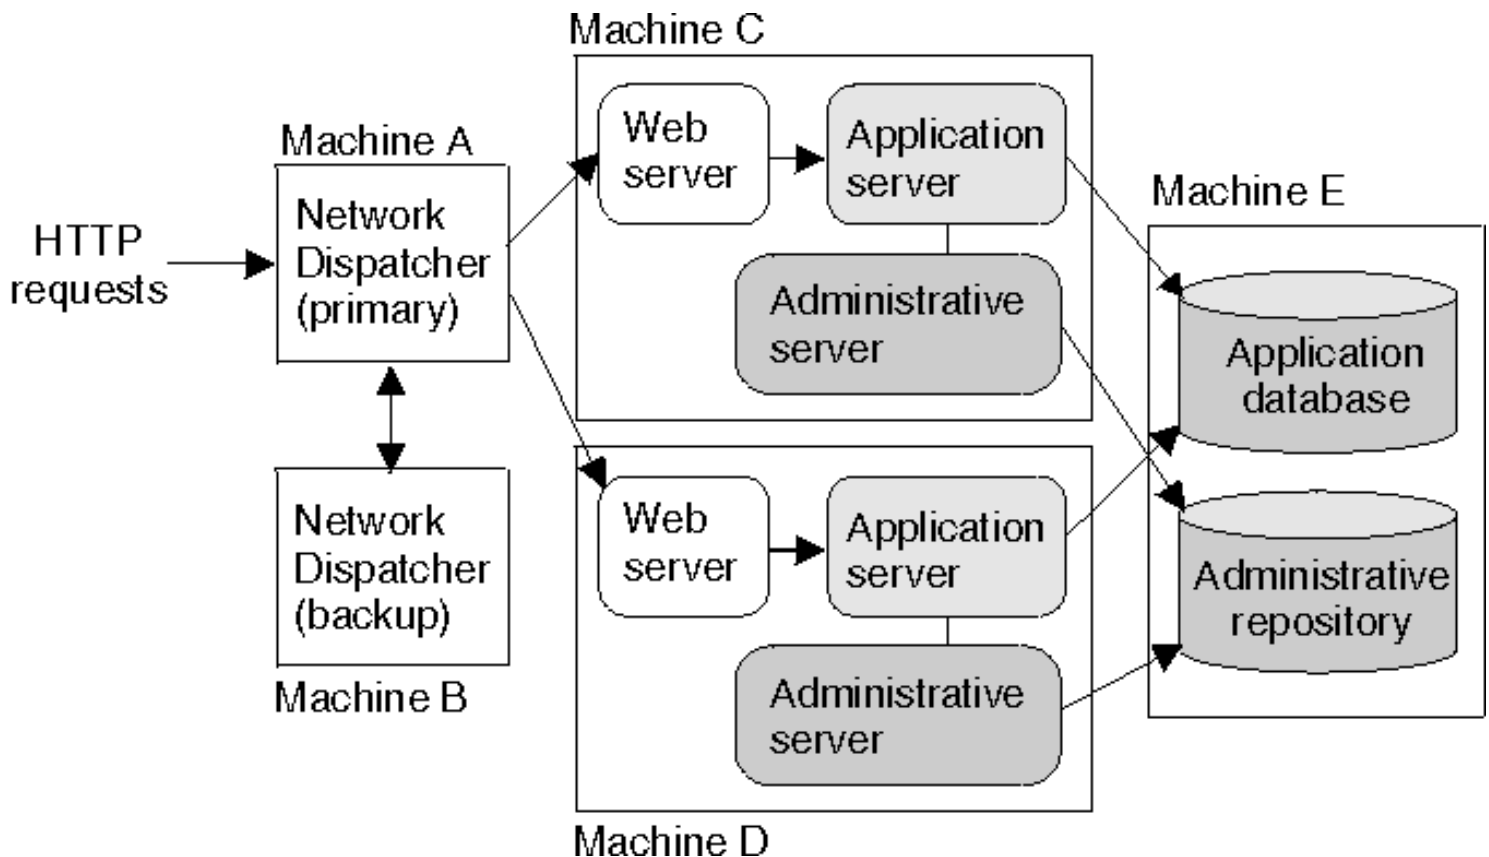 Machine C
Web
server
Application
server
Administrative
server
Machine A
Network
Dispatcher
(primary)
HTTP
requests
Network
Dispatcher
(backup)
Machine B
Web
server
Application
server
Administrative
server
Machine D
Machine E
Application
database
Administrative
repository